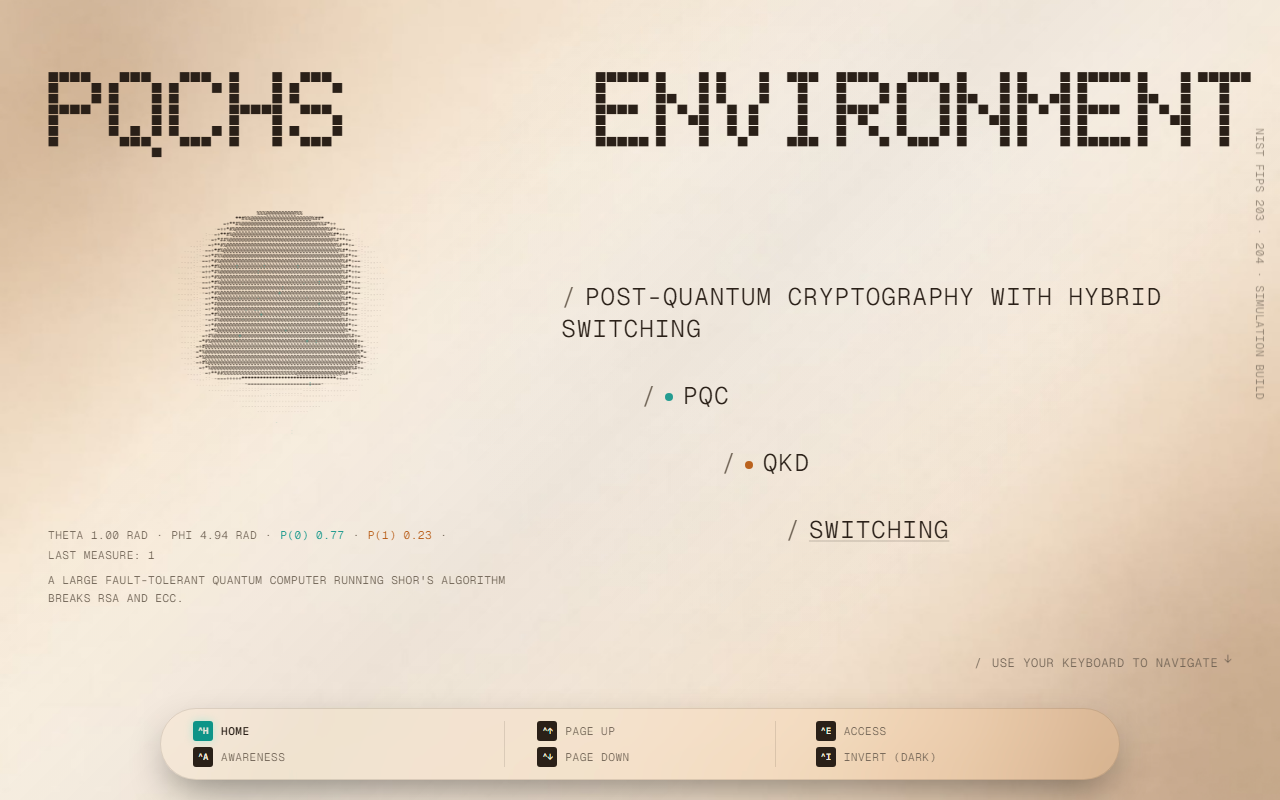 PQCHS ENVIRONMENT
NIST FIPS 203 · 204 · SIMULATION BUILD
/ POST-QUANTUM CRYPTOGRAPHY WITH HYBRID
SWITCHING
/ • PQC
/ • QKD
/ SWITCHING
THETA 1.00 RAD · PHI 4.94 RAD · P(0) 0.77 · P(1) 0.23 ·
LAST MEASURE: 1
A LARGE FAULT-TOLERANT QUANTUM COMPUTER RUNNING SHOR'S ALGORITHM
BREAKS RSA AND ECC.
/ USE YOUR KEYBOARD TO NAVIGATE ↓
^H HOME
^A AWARENESS
^↑ PAGE UP
^↓ PAGE DOWN
^E ACCESS
^I INVERT (DARK)